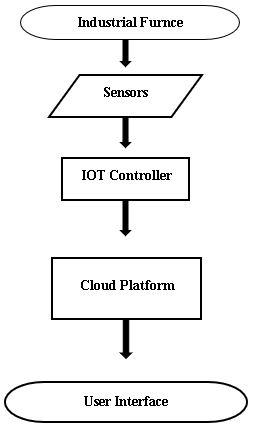 Industrial Furnce
Sensors
IOT Controller
Cloud Platform
User Interface